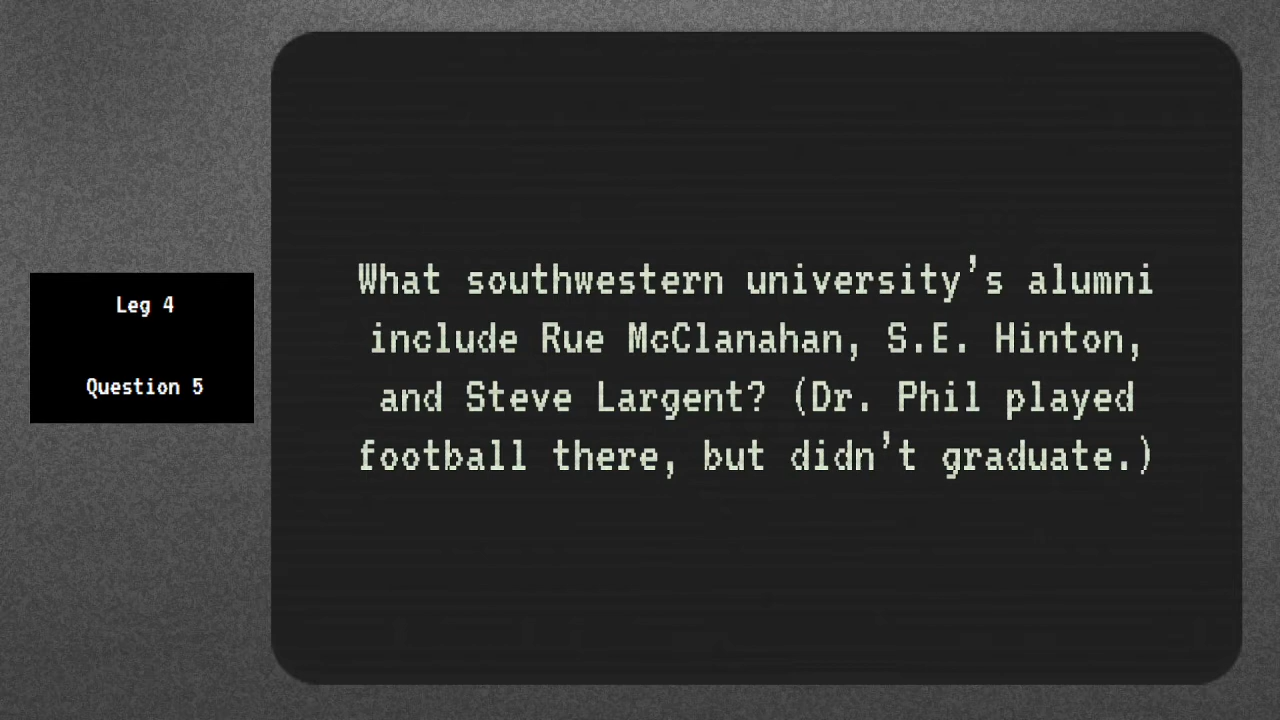 Leg 4
Question 5
What southwestern university's alumni
include Rue McClanahan, S.E. Hinton,
and Steve Largent? (Dr. Phil played
football there, but didn't graduate.)